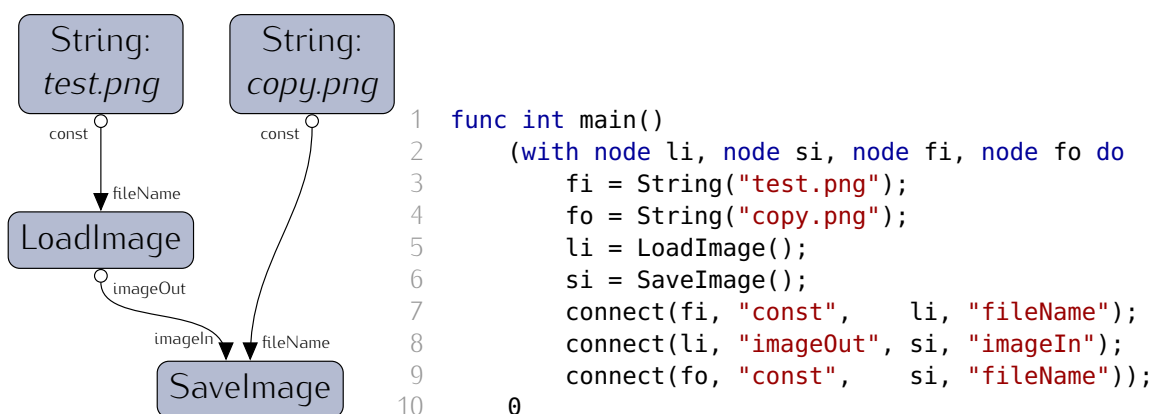 String:
test.png
String:
copy.png
const
const
fileName
LoadImage
imageOut
imageIn
fileName
SaveImage
1 func int main()
2     (with node li, node si, node fi, node fo do
3         fi = String("test.png");
4         fo = String("copy.png");
5         li = LoadImage();
6         si = SaveImage();
7         connect(fi, "const",    li, "fileName");
8         connect(li, "imageOut", si, "imageIn");
9         connect(fo, "const",    si, "fileName"));
10     0